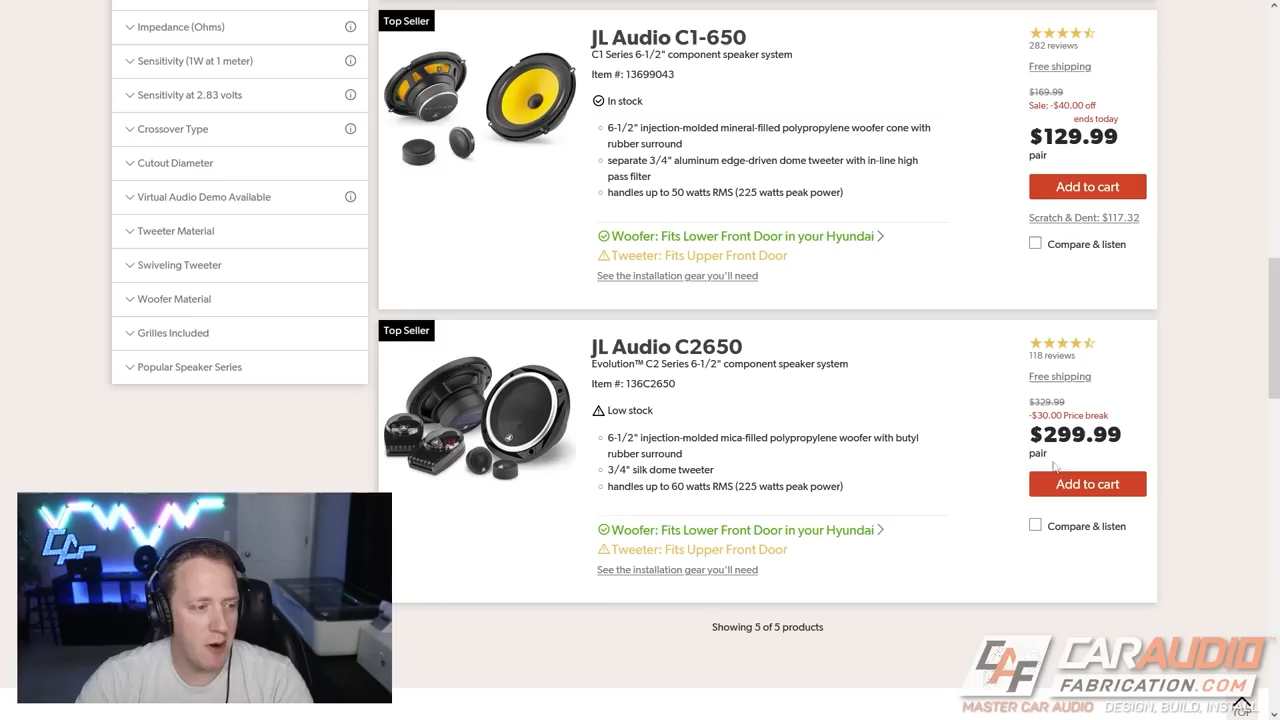 Impedance (Ohms)
Sensitivity (1W at 1 meter)
Sensitivity at 2.83 volts
Crossover Type
Cutout Diameter
Virtual Audio Demo Available
Tweeter Material
Swiveling Tweeter
Woofer Material
Grilles Included
Popular Speaker Series
Top Seller
JL Audio C1-650
C1 Series 6-1/2" component speaker system
Item #: 13699043
In stock
6-1/2" injection-molded mineral-filled polypropylene woofer cone with
rubber surround
separate 3/4" aluminum edge-driven dome tweeter with in-line high
pass filter
handles up to 50 watts RMS (225 watts peak power)
Woofer: Fits Lower Front Door in your Hyundai
Tweeter: Fits Upper Front Door
See the installation gear you'll need
282 reviews
Free shipping
$169.99
Sale: -$40.00 off
ends today
$129.99
pair
Add to cart
Scratch & Dent: $117.32
Compare & listen
Top Seller
JL Audio C2650
Evolution™ C2 Series 6-1/2" component speaker system
Item #: 136C2650
Low stock
6-1/2" injection-molded mica-filled polypropylene woofer with butyl
rubber surround
3/4" silk dome tweeter
handles up to 60 watts RMS (225 watts peak power)
Woofer: Fits Lower Front Door in your Hyundai
Tweeter: Fits Upper Front Door
See the installation gear you'll need
118 reviews
Free shipping
$329.99
-$30.00 Price break
$299.99
pair
Add to cart
Compare & listen
Showing 5 of 5 products
CAF
CAF
CARAUDIO
FABRICATION.COM
MASTER CAR AUDIO DESIGN, BUILD,
TOP